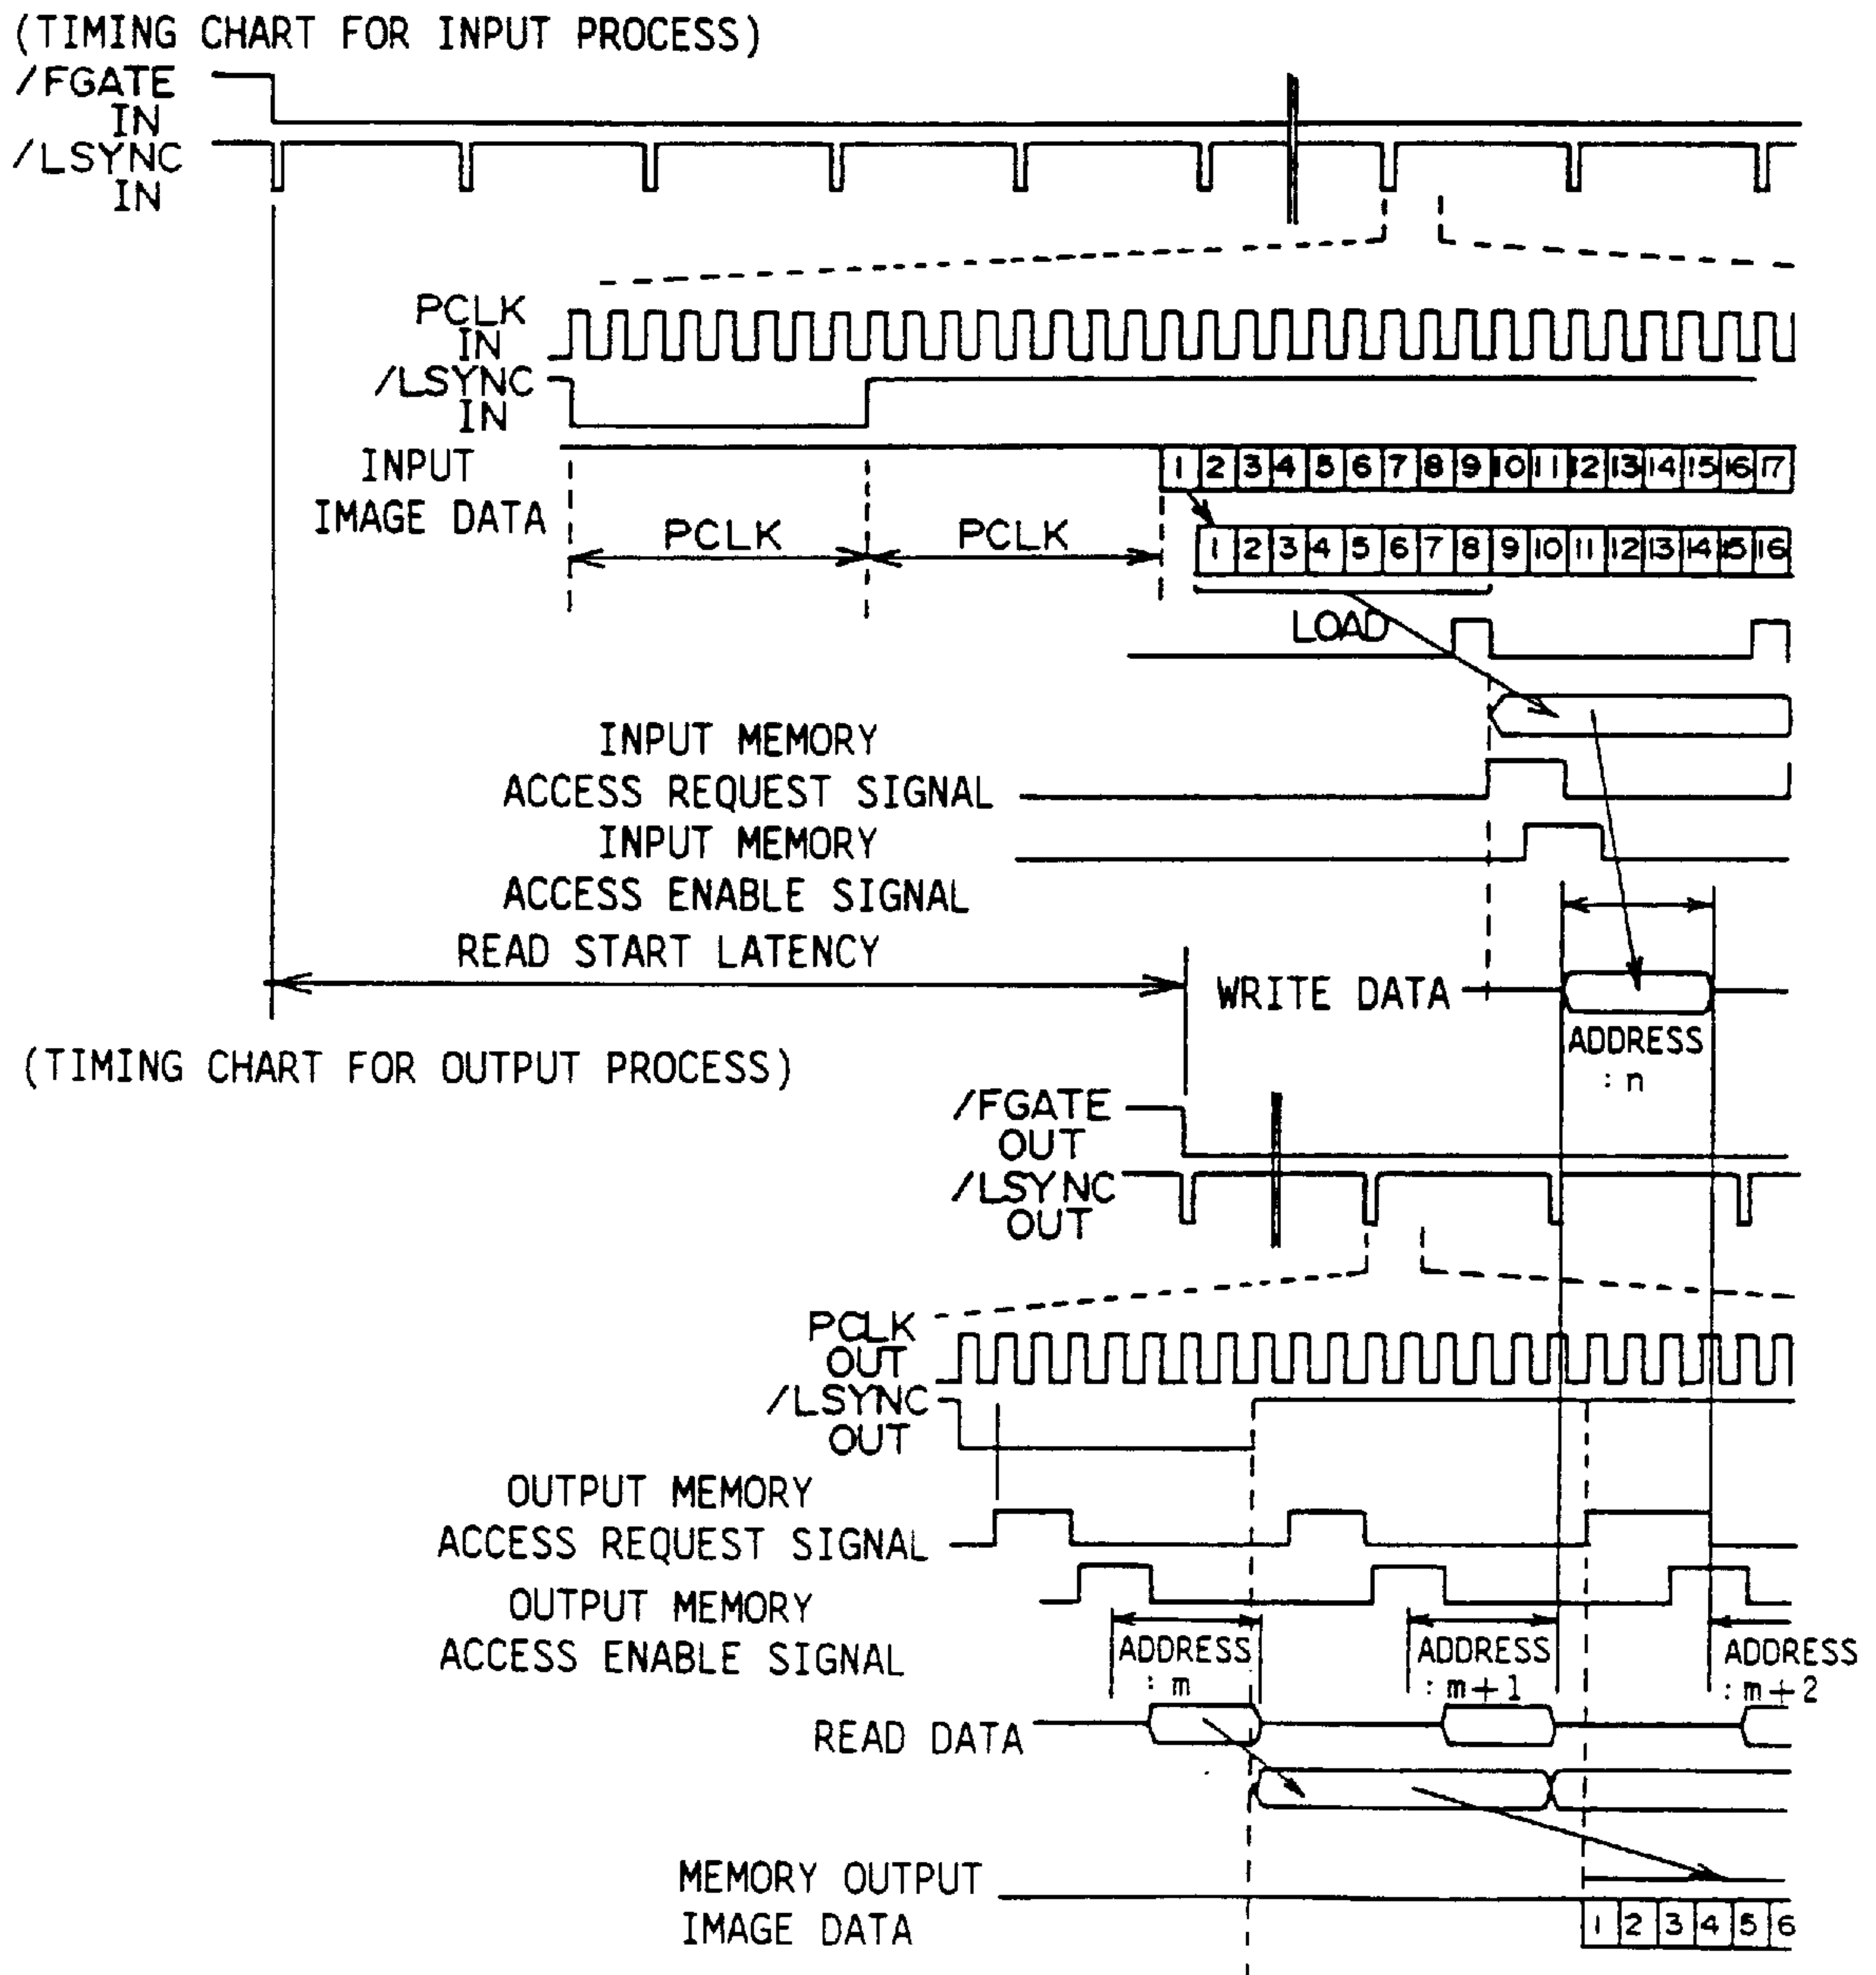 (TIMING CHART FOR INPUT PROCESS)
/FGATE
IN
/LSYNC
IN
PCLK
IN
/LSYNC
IN
INPUT
IMAGE DATA
1 2 3 4 5 6 7 8 9 10 11 12 13 14 15 16 17
PCLK PCLK
1 2 3 4 5 6 7 8 9 10 11 12 13 14 15 16
LOAD
INPUT MEMORY
ACCESS REQUEST SIGNAL
INPUT MEMORY
ACCESS ENABLE SIGNAL
READ START LATENCY
WRITE DATA
ADDRESS
: n
(TIMING CHART FOR OUTPUT PROCESS)
/FGATE
OUT
/LSYNC
OUT
PCLK
OUT
/LSYNC
OUT
OUTPUT MEMORY
ACCESS REQUEST SIGNAL
OUTPUT MEMORY
ACCESS ENABLE SIGNAL
ADDRESS
: m
ADDRESS
: m+1
ADDRESS
: m+2
READ DATA
MEMORY OUTPUT
IMAGE DATA
1 2 3 4 5 6